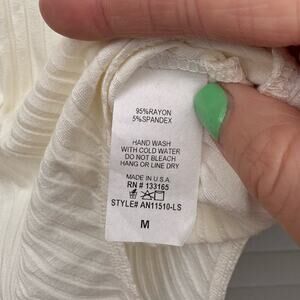 95%RAYON
5%SPANDEX
HAND WASH
WITH COLD WATER
DO NOT BLEACH
HANG OR LINE DRY
MADE IN U.S.A.
RN # 133165
STYLE# AN11510-LS
M